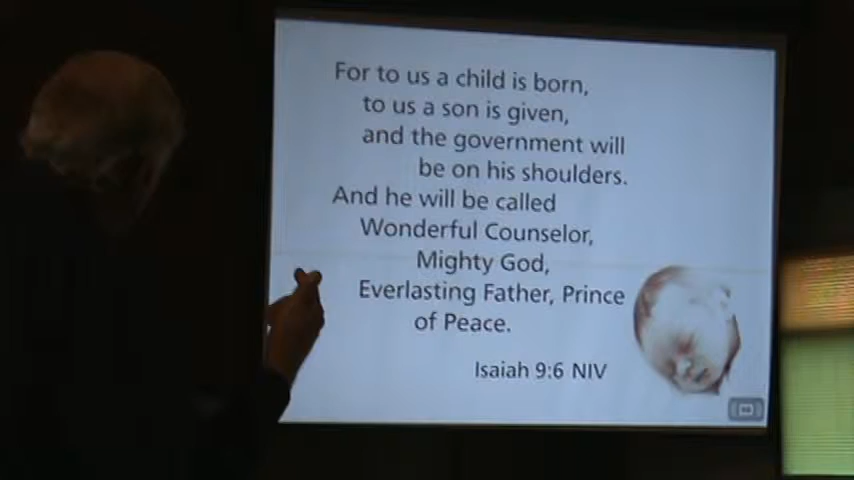 For to us a child is born,
to us a son is given,
and the government will
be on his shoulders.
And he will be called
Wonderful Counselor,
Mighty God,
Everlasting Father, Prince
of Peace.
Isaiah 9:6 NIV